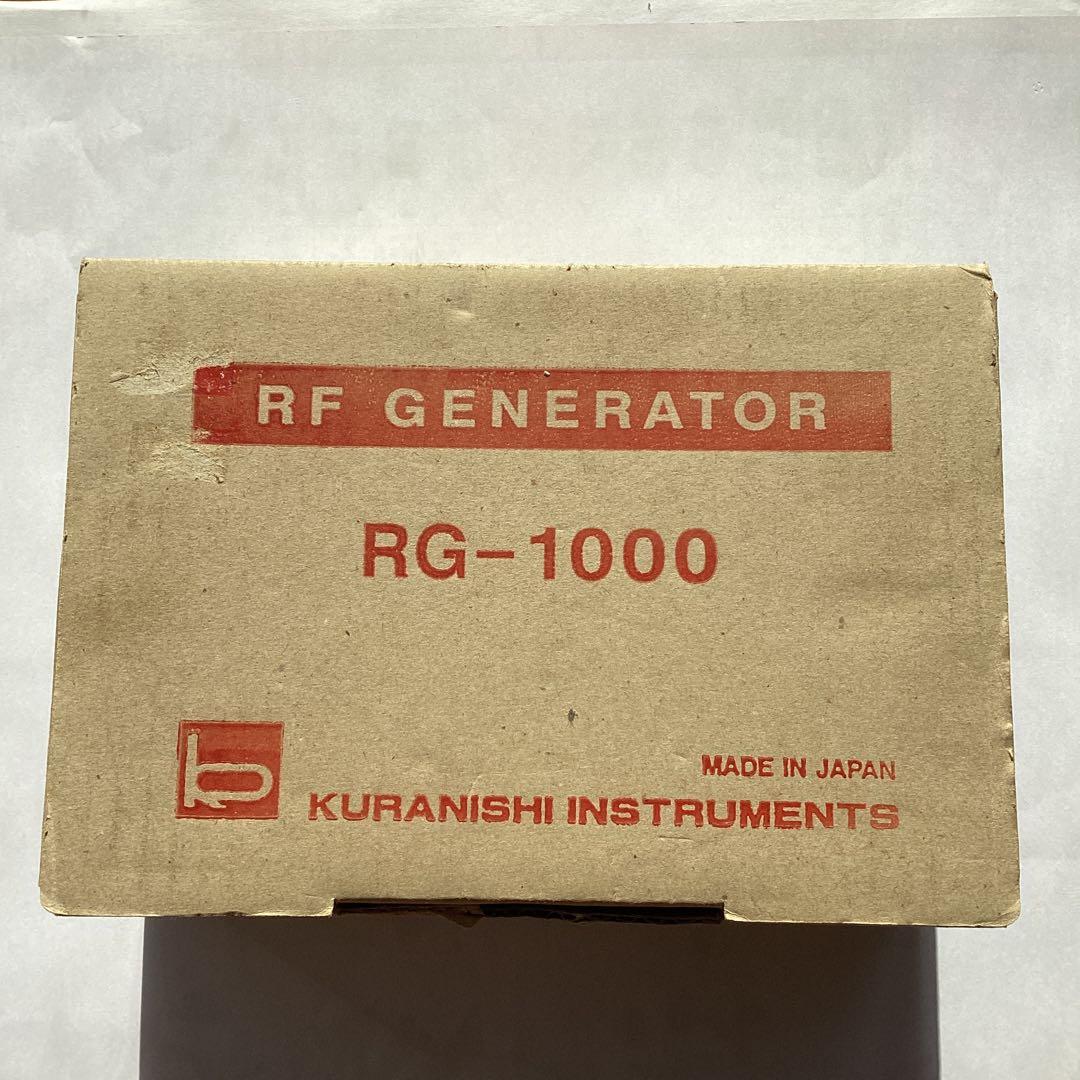 RF GENERATOR
RG-1000
MADE IN JAPAN
KURANISHI INSTRUMENTS